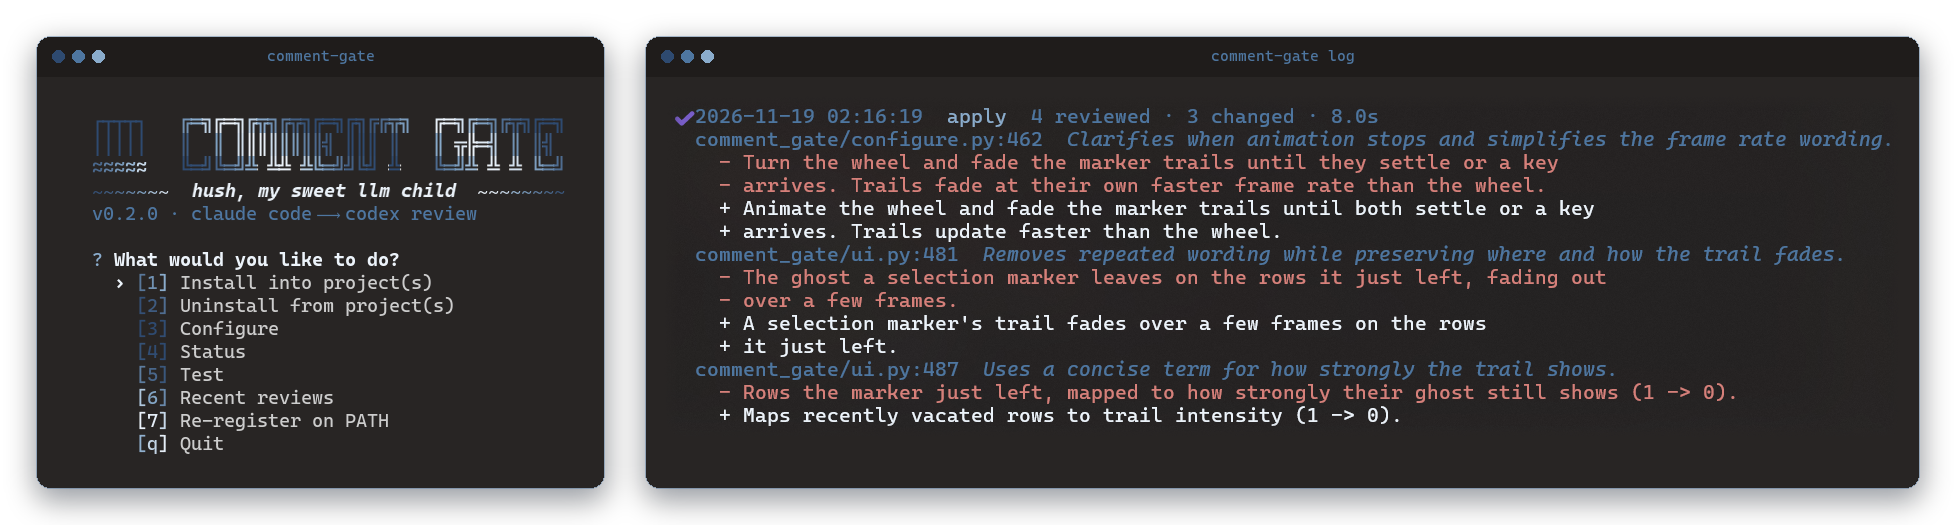 comment-gate
COMMENT GATE
~~~~~~~ hush, my sweet llm child ~~~~~~~~
v0.2.0 · claude code ⟶ codex review
? What would you like to do?
› [1] Install into project(s)
[2] Uninstall from project(s)
[3] Configure
[4] Status
[5] Test
[6] Recent reviews
[7] Re-register on PATH
[q] Quit
comment-gate log
✔2026-11-19 02:16:19 apply 4 reviewed · 3 changed · 8.0s
comment_gate/configure.py:462 Clarifies when animation stops and simplifies the frame rate wording.
- Turn the wheel and fade the marker trails until they settle or a key
- arrives. Trails fade at their own faster frame rate than the wheel.
+ Animate the wheel and fade the marker trails until both settle or a key
+ arrives. Trails update faster than the wheel.
comment_gate/ui.py:481 Removes repeated wording while preserving where and how the trail fades.
- The ghost a selection marker leaves on the rows it just left, fading out
- over a few frames.
+ A selection marker's trail fades over a few frames on the rows
+ it just left.
comment_gate/ui.py:487 Uses a concise term for how strongly the trail shows.
- Rows the marker just left, mapped to how strongly their ghost still shows (1 -> 0).
+ Maps recently vacated rows to trail intensity (1 -> 0).